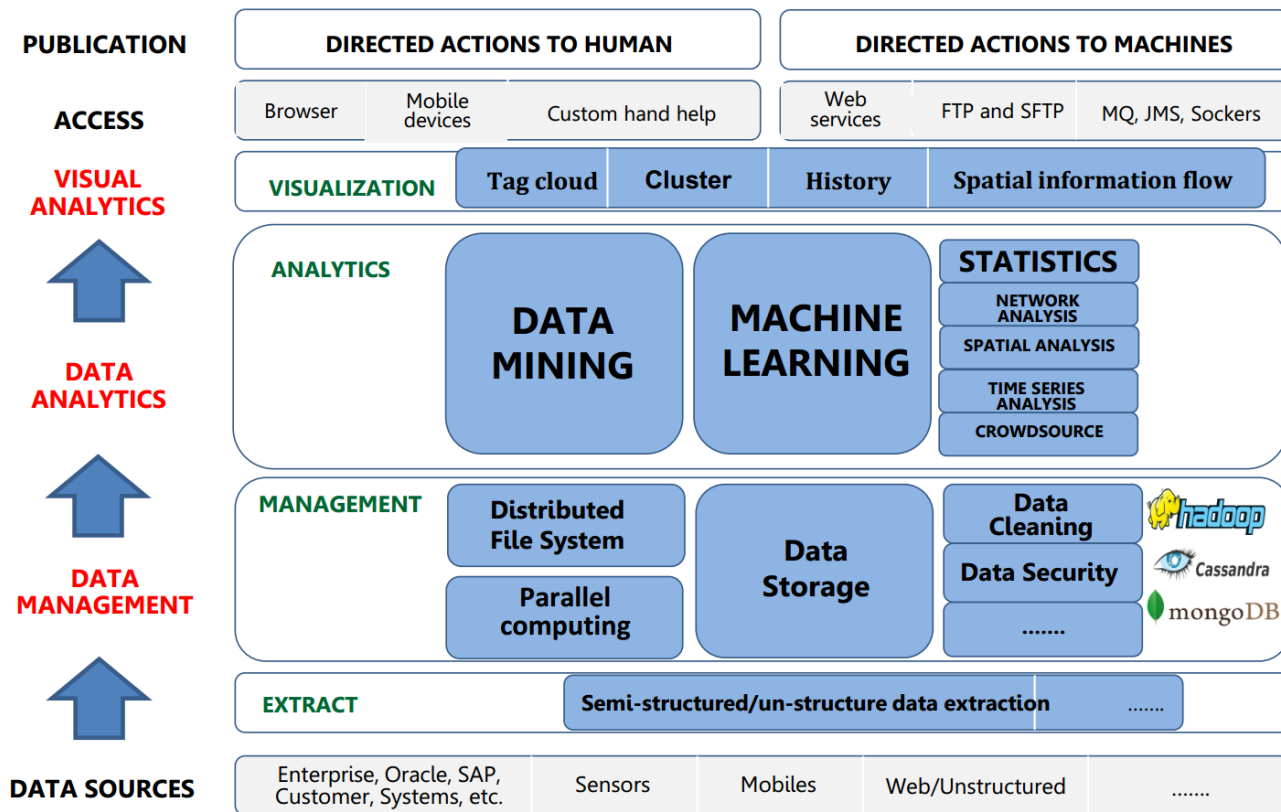 PUBLICATION
DIRECTED ACTIONS TO HUMAN
DIRECTED ACTIONS TO MACHINES
ACCESS
Browser
Mobile
devices
Custom hand help
Web
services
FTP and SFTP
MQ, JMS, Sockers
VISUAL
ANALYTICS
VISUALIZATION
Tag cloud
Cluster
History
Spatial information flow
ANALYTICS
DATA
MINING
MACHINE
LEARNING
STATISTICS
NETWORK
ANALYSIS
SPATIAL ANALYSIS
TIME SERIES
ANALYSIS
CROWDSOURCE
DATA
ANALYTICS
MANAGEMENT
Distributed
File System
Parallel
computing
Data
Storage
Data
Cleaning
Data Security
.......
hadoop
Cassandra
mongoDB
DATA
MANAGEMENT
EXTRACT
Semi-structured/un-structure data extraction
.......
DATA SOURCES
Enterprise, Oracle, SAP,
Customer, Systems, etc.
Sensors
Mobiles
Web/Unstructured
.......